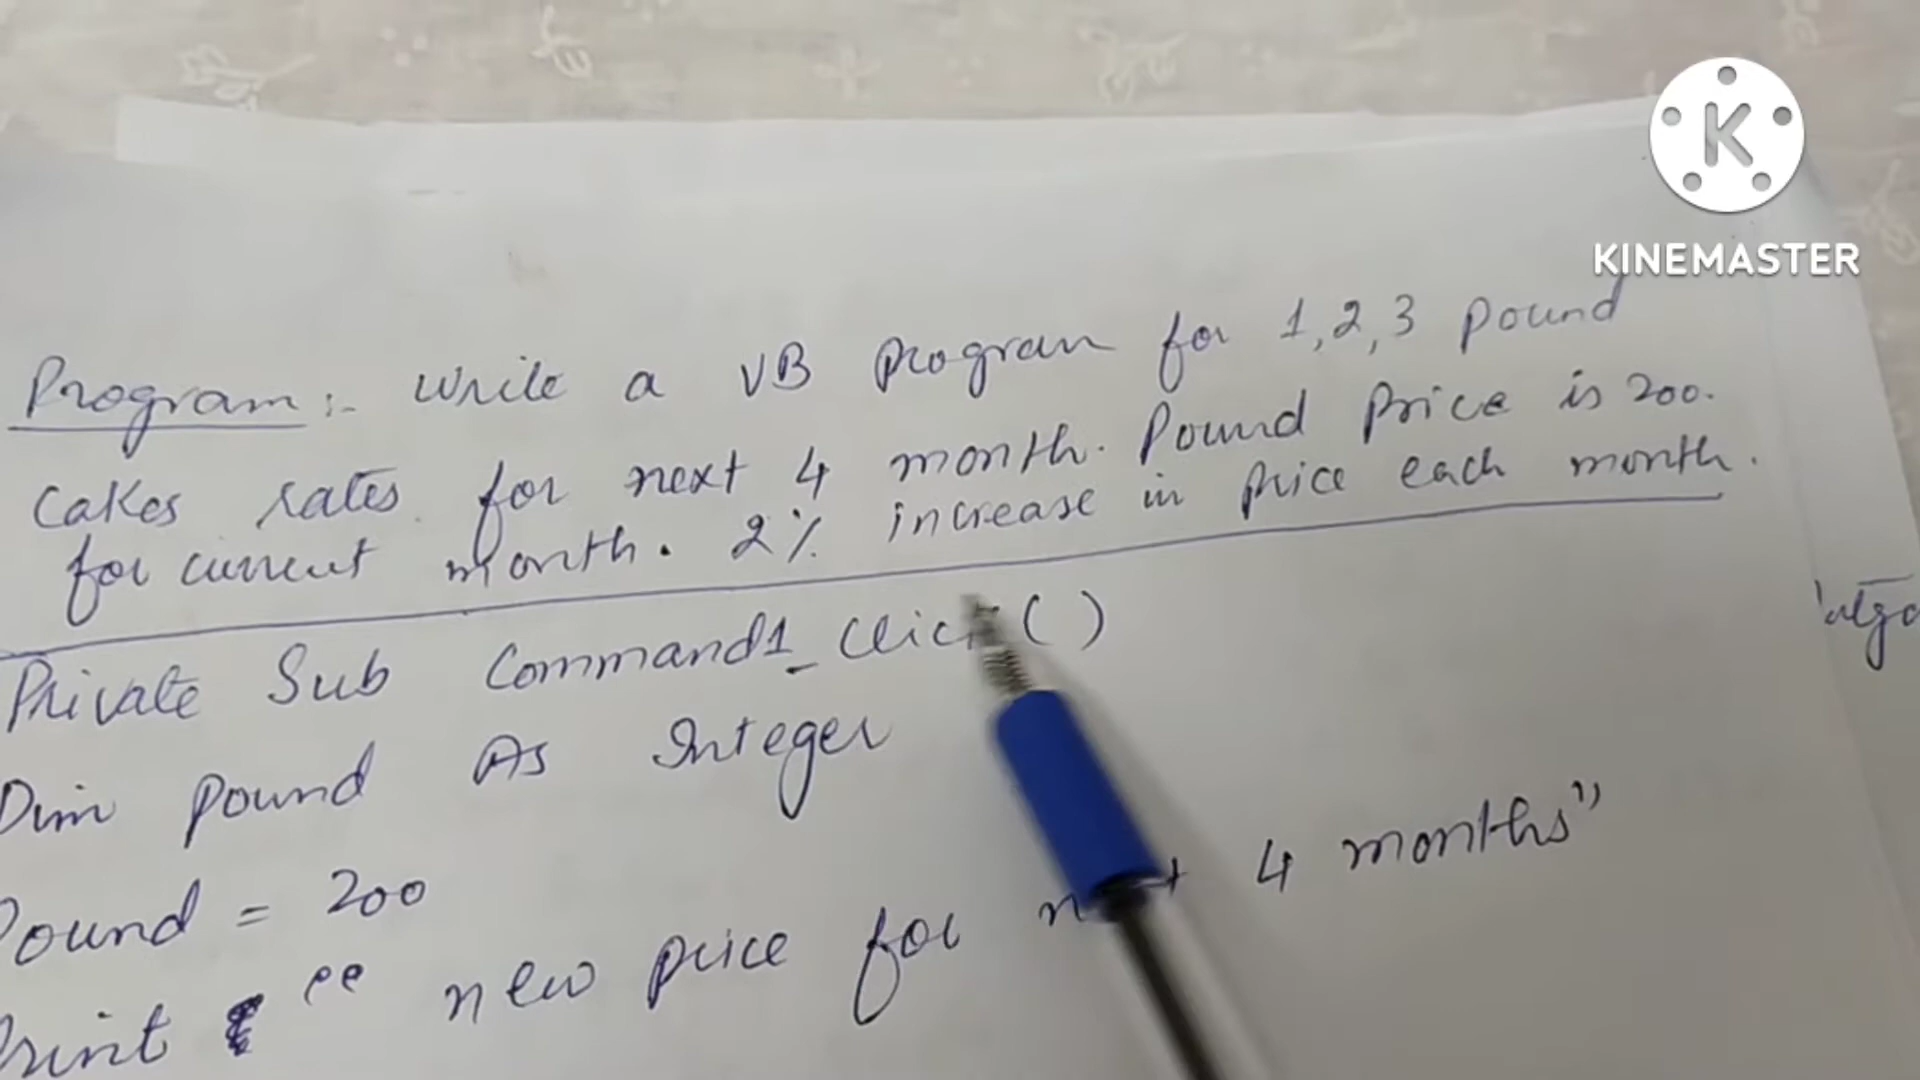 KINEMASTER
Program:- Write a VB Program for 1,2,3 Pound
Cakes rates for next 4 month. Pound Price is 200.
for current month. 2% increase in price each month.
Private Sub Command1_Click()
Dim Pound As Integer
Pound = 200
Print "new price for next 4 months"